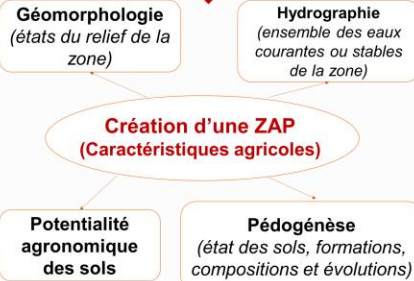 Géomorphologie
(états du relief de la
zone)
Hydrographie
(ensemble des eaux
courantes ou stables
de la zone)
Création d’une ZAP
(Caractéristiques agricoles)
Potentialité
agronomique
des sols
Pédogénèse
(état des sols, formations,
compositions et évolutions)